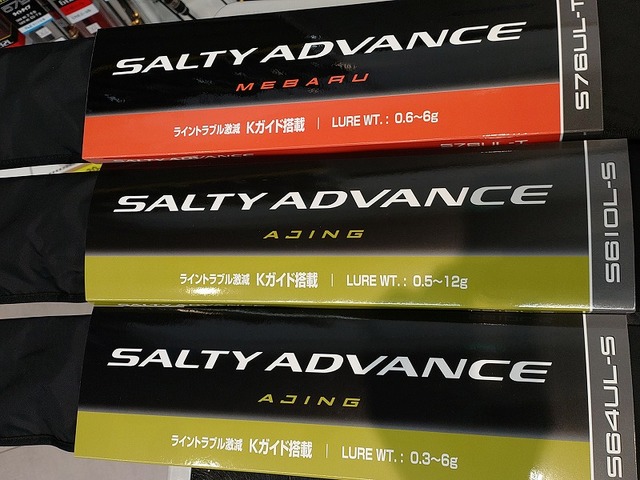 SALTY ADVANCE
MEBARU
ライントラブル激減 Kガイド搭載 | LURE WT. : 0.6〜6g
S76UL-T
SALTY ADVANCE
S76UL-T
SALTY ADVANCE
AJING
ライントラブル激減 Kガイド搭載 | LURE WT. : 0.5〜12g
S610L-S
SALTY ADVANCE
AJING
ライントラブル激減 Kガイド搭載 | LURE WT. : 0.3〜6g
S64UL-S